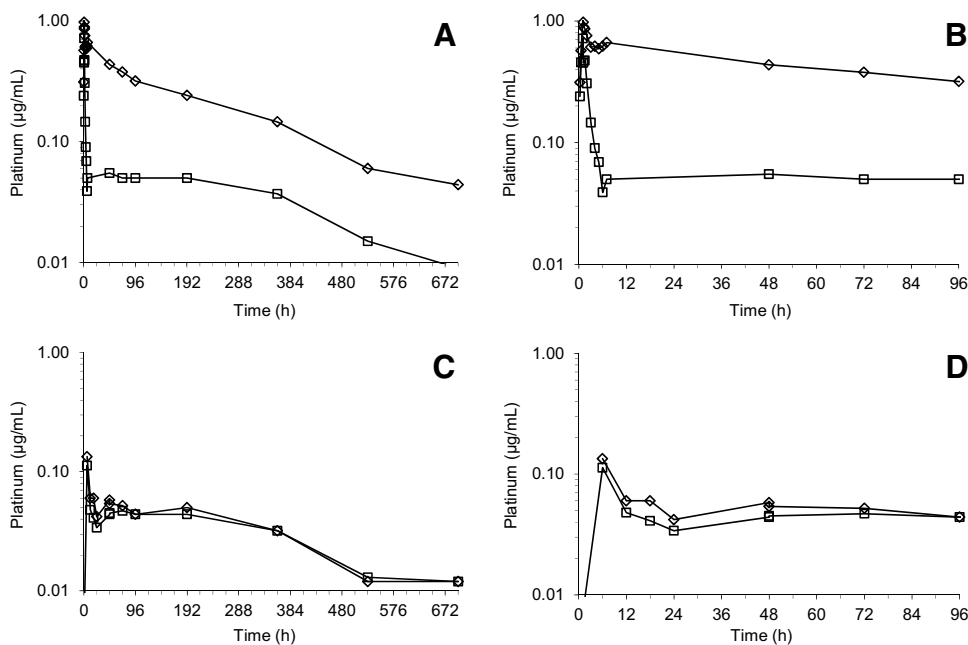 A
1.00
0.10
0.01
Platinum (µg/mL)
0 96 192 288 384 480 576 672
Time (h)
B
1.00
0.10
0.01
Platinum (µg/mL)
0 12 24 36 48 60 72 84 96
Time (h)
C
1.00
0.10
0.01
Platinum (µg/mL)
0 96 192 288 384 480 576 672
Time (h)
D
1.00
0.10
0.01
Platinum (µg/mL)
0 12 24 36 48 60 72 84 96
Time (h)